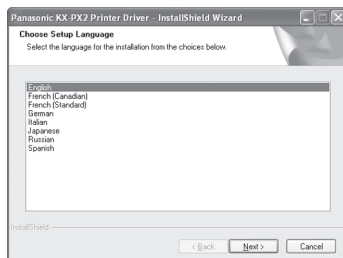 Panasonic KX-PX2 Printer Driver - InstallShield Wizard
Choose Setup Language
Select the language for the installation from the choices below.
English
French (Canadian)
French (Standard)
German
Italian
Japanese
Russian
Spanish
InstallShield
< Back
Next >
Cancel